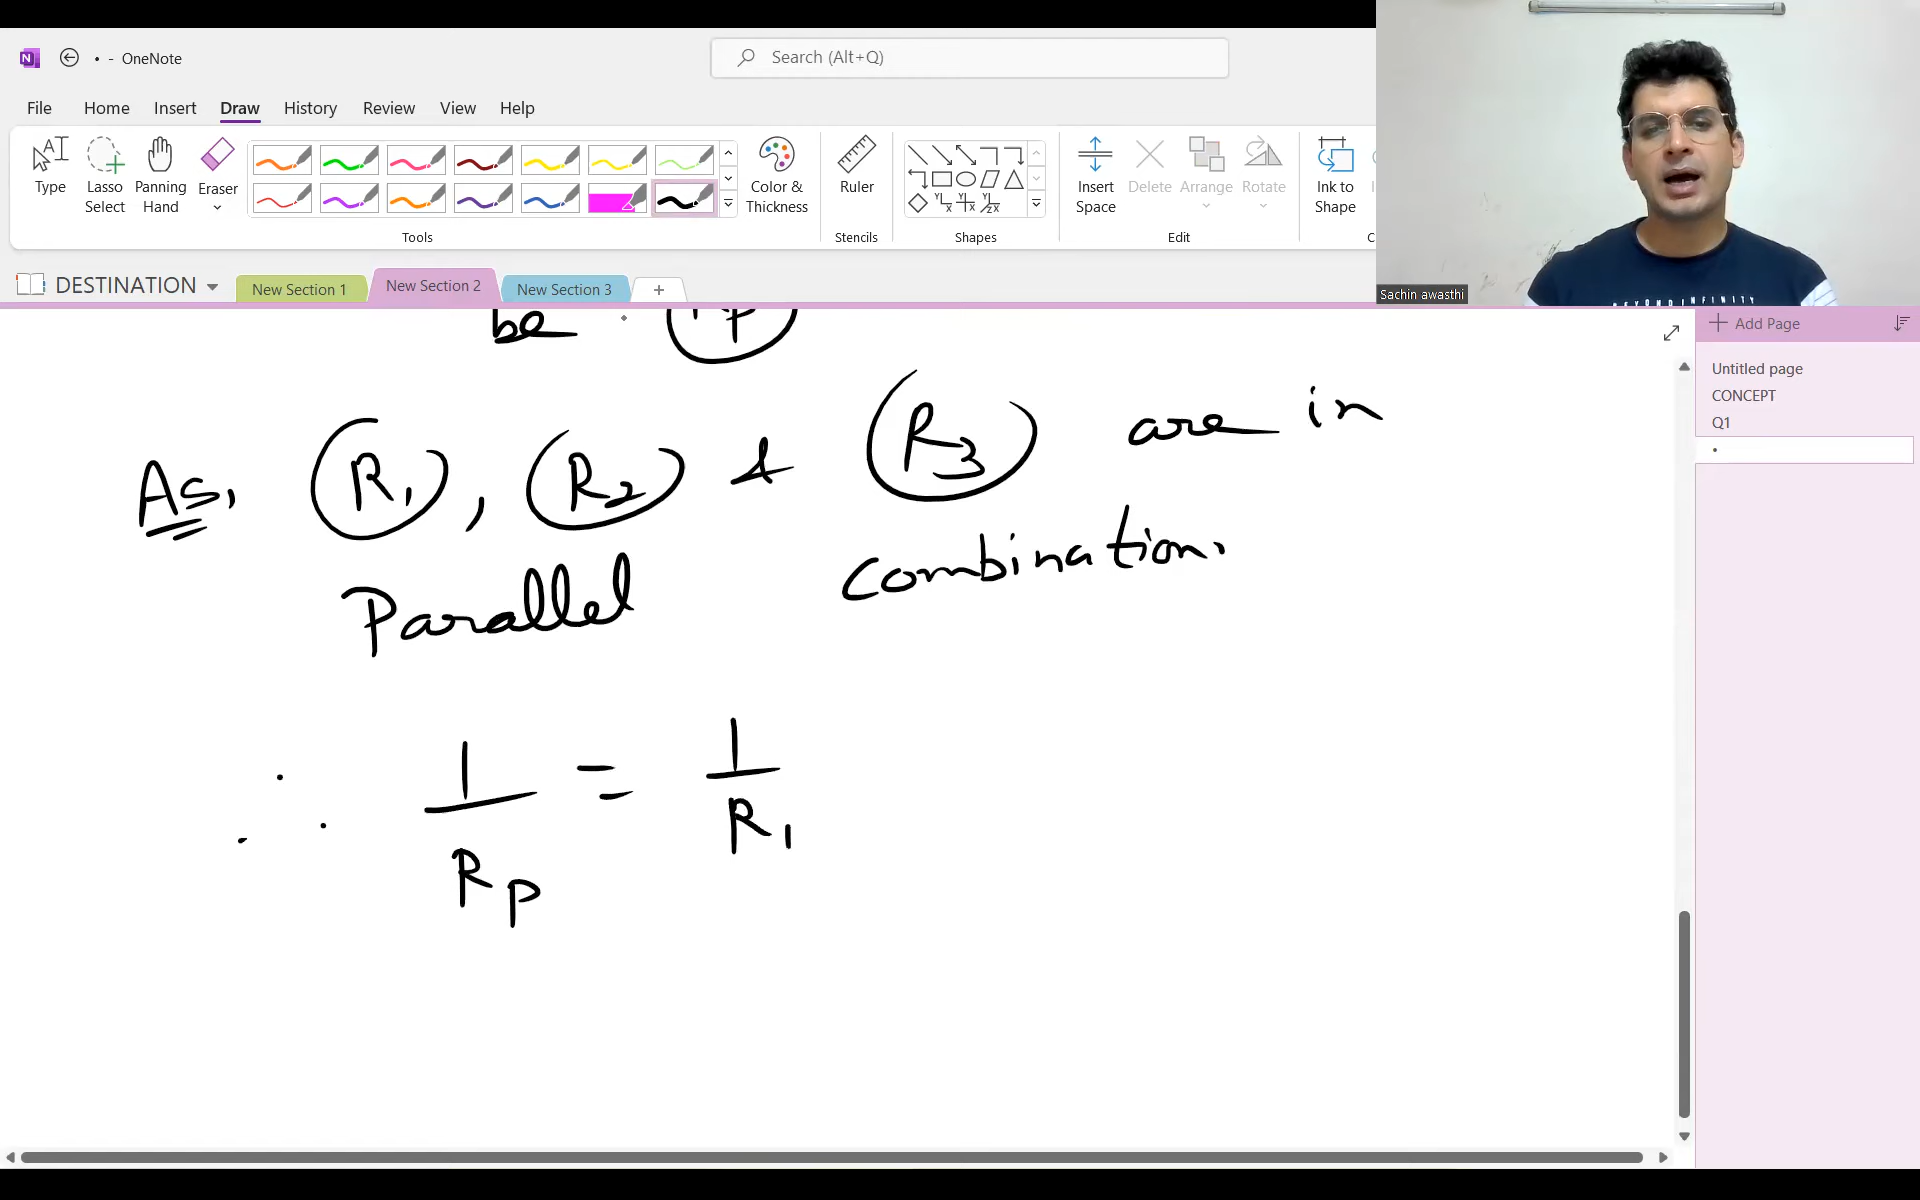 • - OneNote
Search (Alt+Q)
File Home Insert Draw History Review View Help
Type
Lasso Select
Panning Hand
Eraser
Color & Thickness
Ruler
Insert Space
Delete
Arrange
Rotate
Ink to Shape
Tools
Stencils
Shapes
Edit
DESTINATION
New Section 1
New Section 2
New Section 3
Sachin awasthi
BEYOND INFINITY
Add Page
Untitled page
CONCEPT
Q1
be Rp
As, R1, R2 & R3 are in
Parallel combination.
∴ 1/Rp = 1/R1